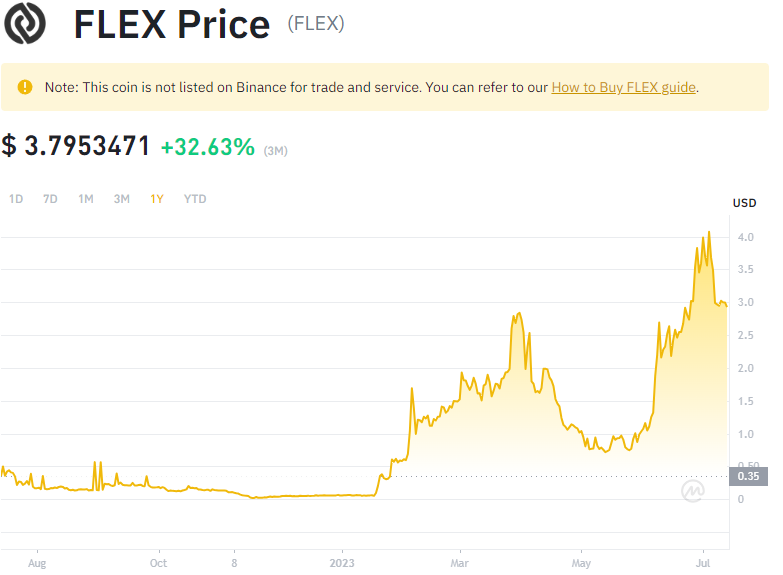 FLEX Price (FLEX)
Note: This coin is not listed on Binance for trade and service. You can refer to our How to Buy FLEX guide.
$ 3.7953471 +32.63% (3M)
1D 7D 1M 3M 1Y YTD
USD
4.0
3.5
3.0
2.5
2.0
1.5
1.0
0.50
0.35
0
Aug Oct 8 2023 Mar May Jul